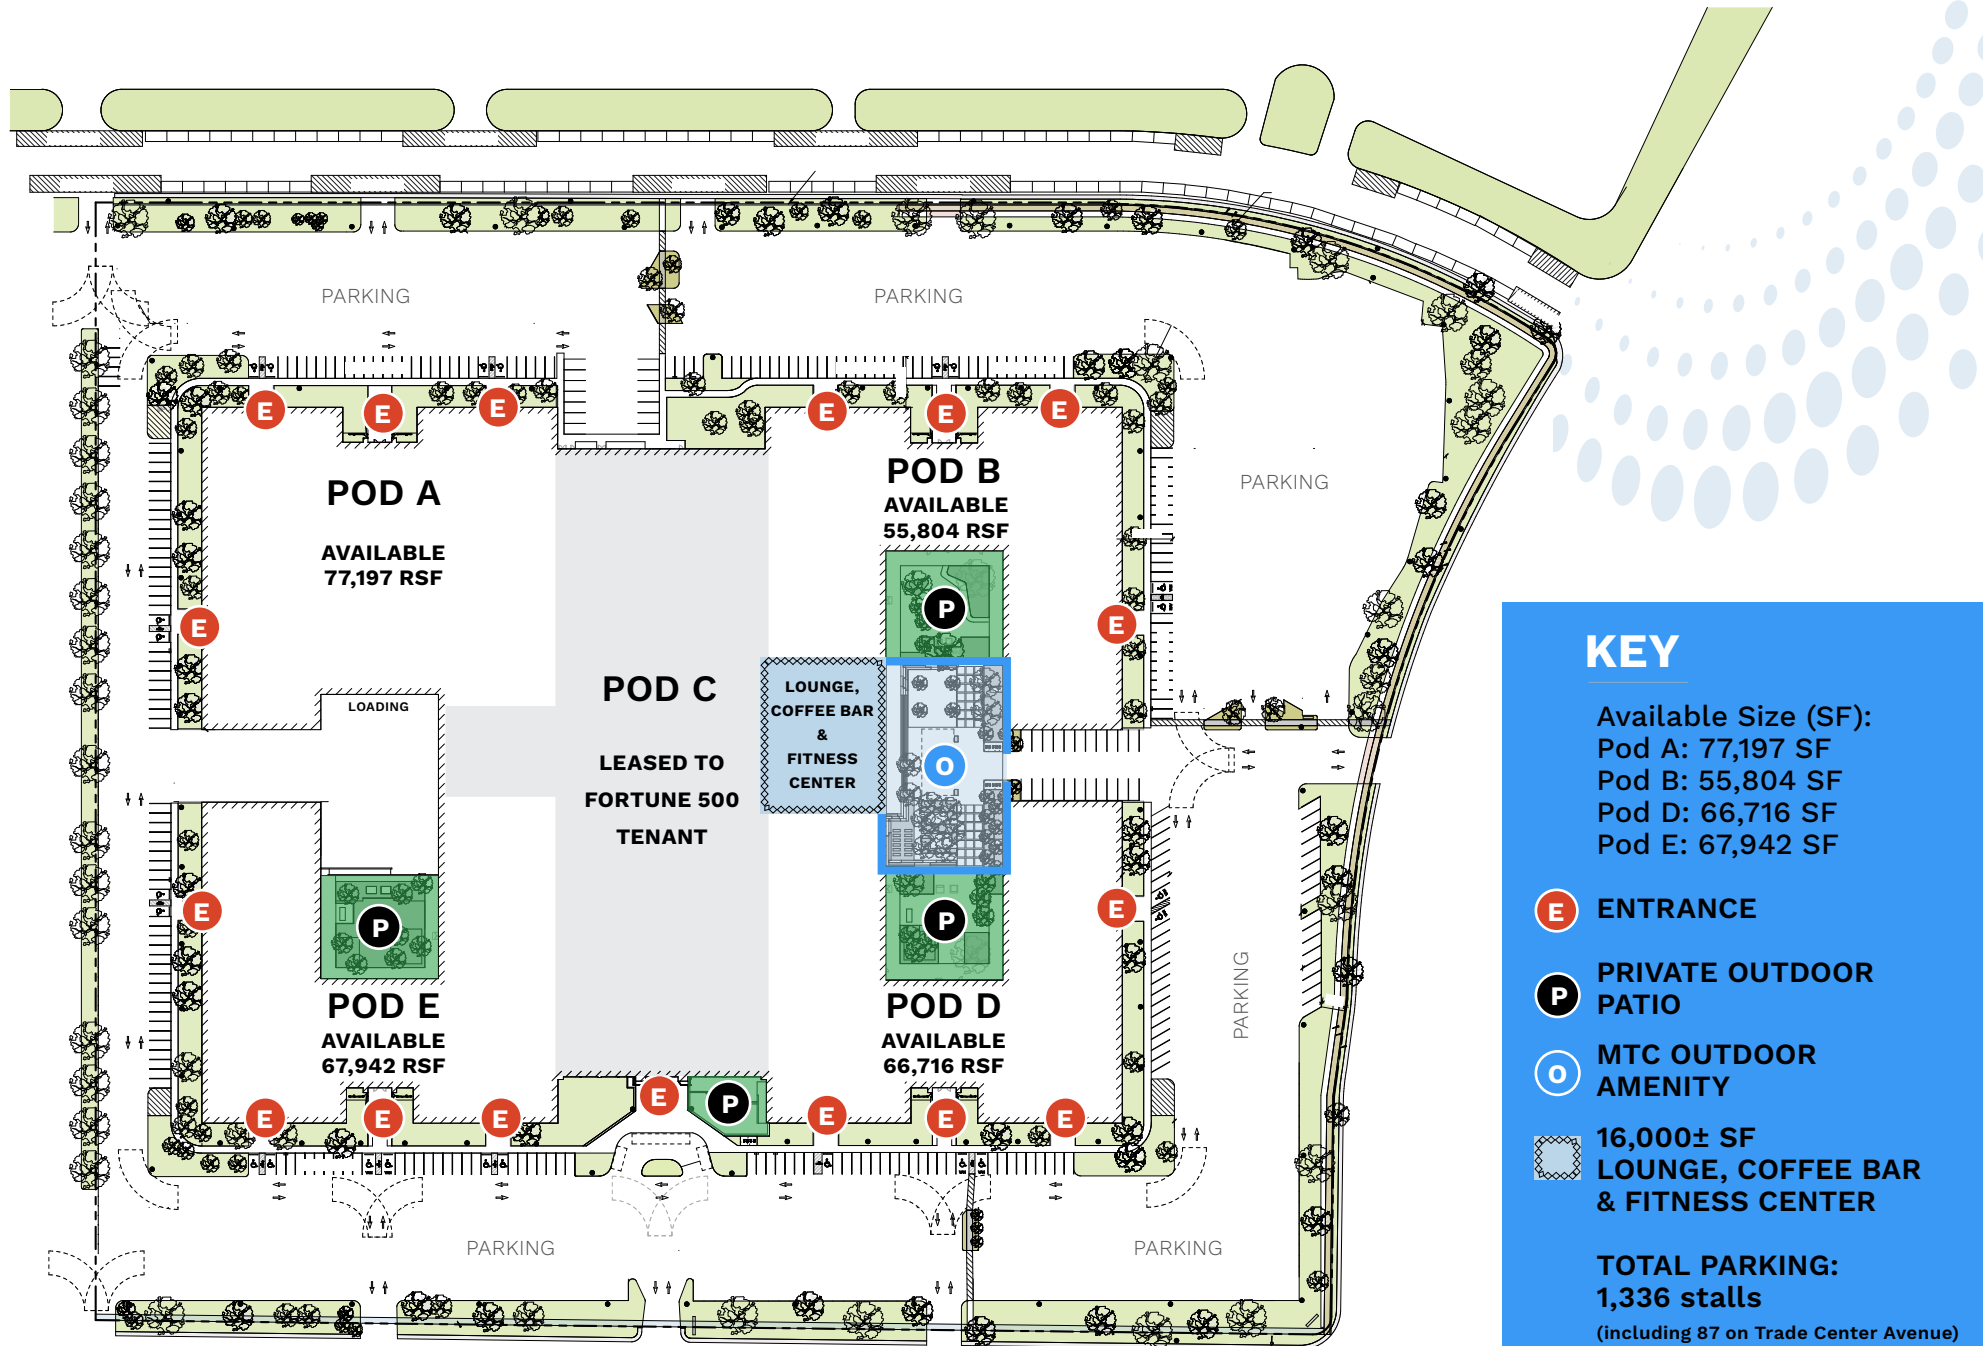 PARKING
PARKING
E
E
E
E
E
E
POD A
AVAILABLE
77,197 RSF
POD B
AVAILABLE
55,804 RSF
PARKING
P
E
E
LOADING
POD C
LEASED TO
FORTUNE 500
TENANT
LOUNGE,
COFFEE BAR
&
FITNESS
CENTER
O
E
P
P
E
POD E
AVAILABLE
67,942 RSF
POD D
AVAILABLE
66,716 RSF
PARKING
E
E
E
E
P
E
E
E
PARKING
PARKING
KEY
Available Size (SF):
Pod A: 77,197 SF
Pod B: 55,804 SF
Pod D: 66,716 SF
Pod E: 67,942 SF
E ENTRANCE
P PRIVATE OUTDOOR
PATIO
O MTC OUTDOOR
AMENITY
16,000± SF
LOUNGE, COFFEE BAR
& FITNESS CENTER
TOTAL PARKING:
1,336 stalls
(including 87 on Trade Center Avenue)